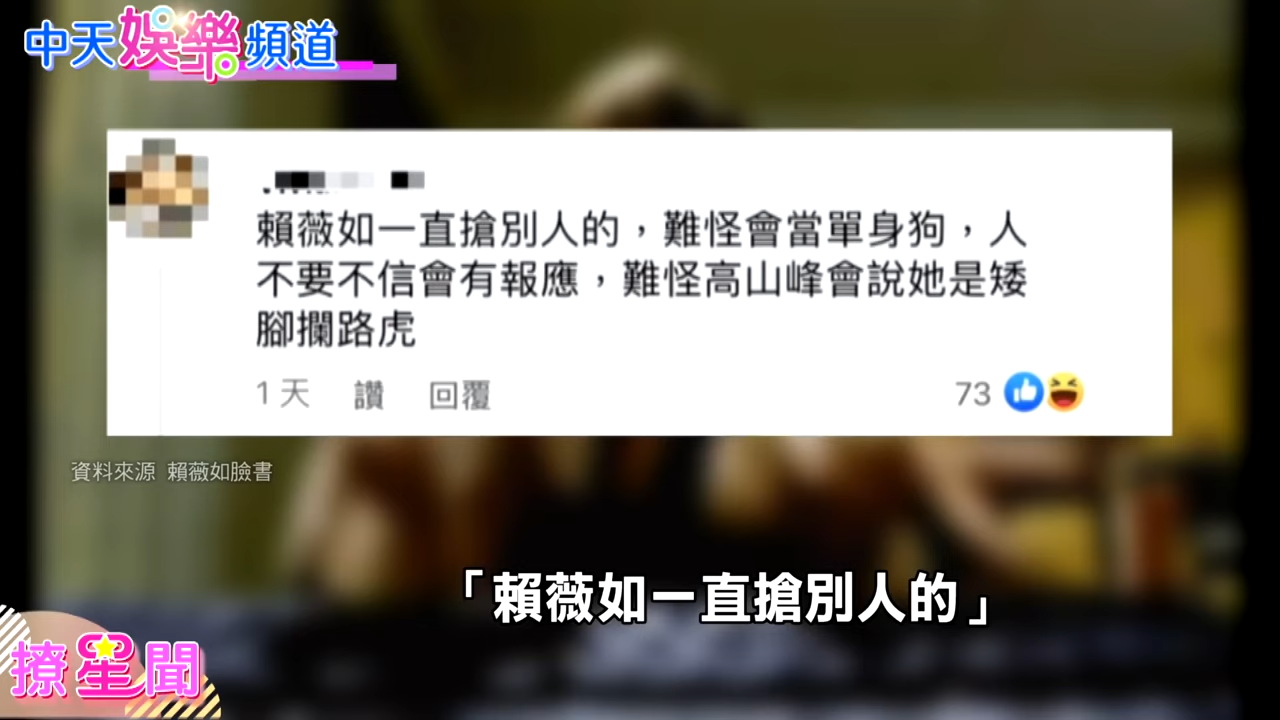 中天娛樂頻道
賴薇如一直搶別人的，難怪會當單身狗，人
不要不信會有報應，難怪高山峰會說她是矮
腳攔路虎
1 天 讚 回覆 73
資料來源 賴薇如臉書
「賴薇如一直搶別人的」
撩星聞